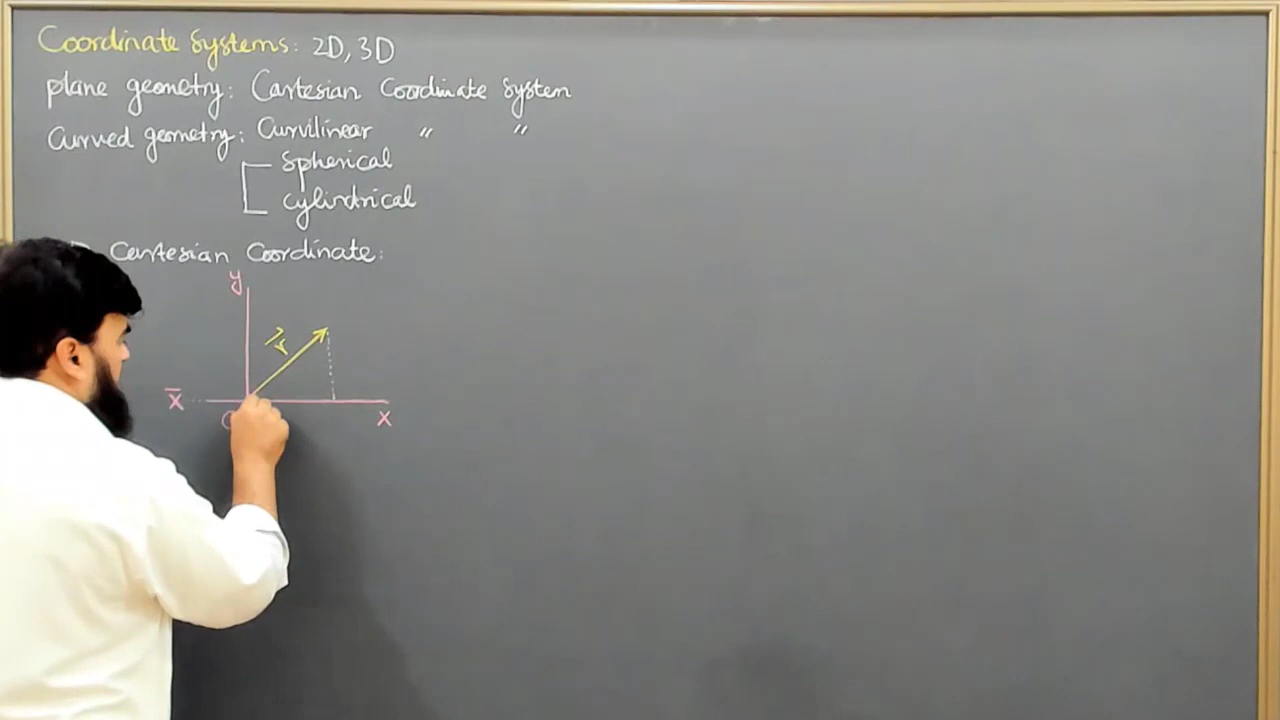 Coordinate Systems: 2D, 3D
plane geometry: Cartesian Coordinate System
Curved geometry: Curvilinear " "
Spherical
Cylindrical
Cartesian Coordinate:
y
r⃗
x̄ x